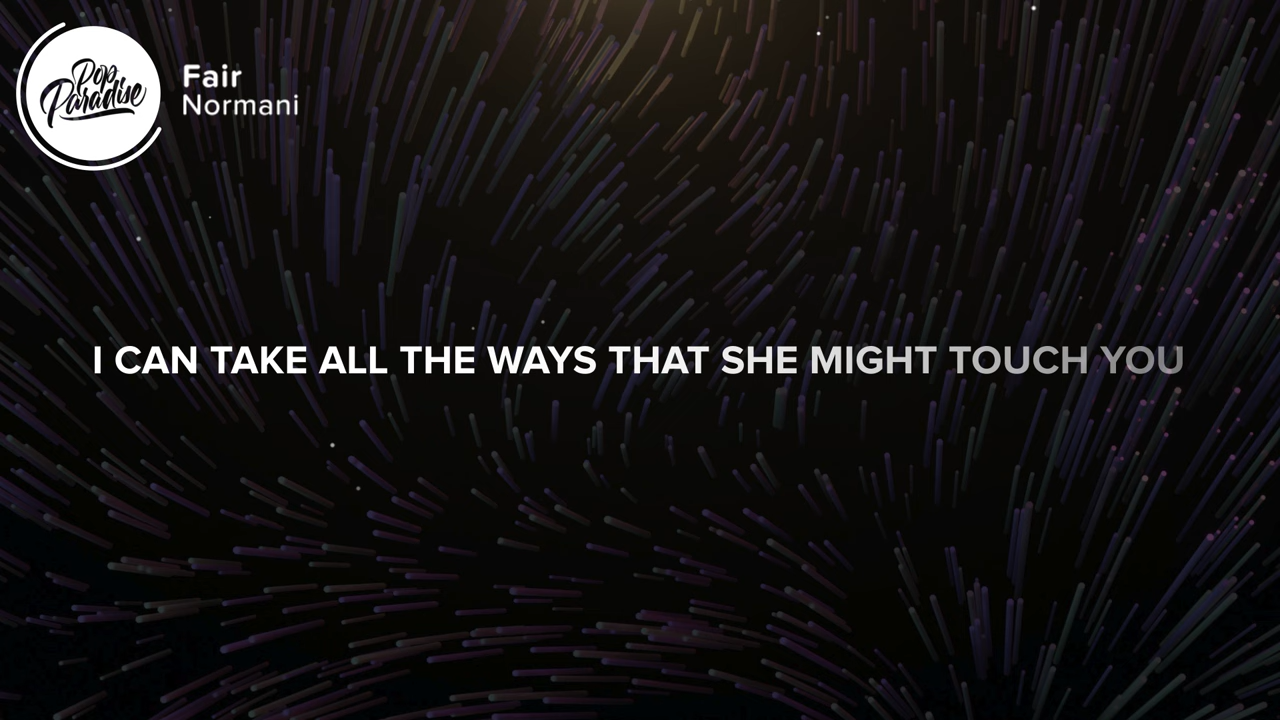 Pop
Paradise
Fair
Normani
I CAN TAKE ALL THE WAYS THAT SHE MIGHT TOUCH YOU